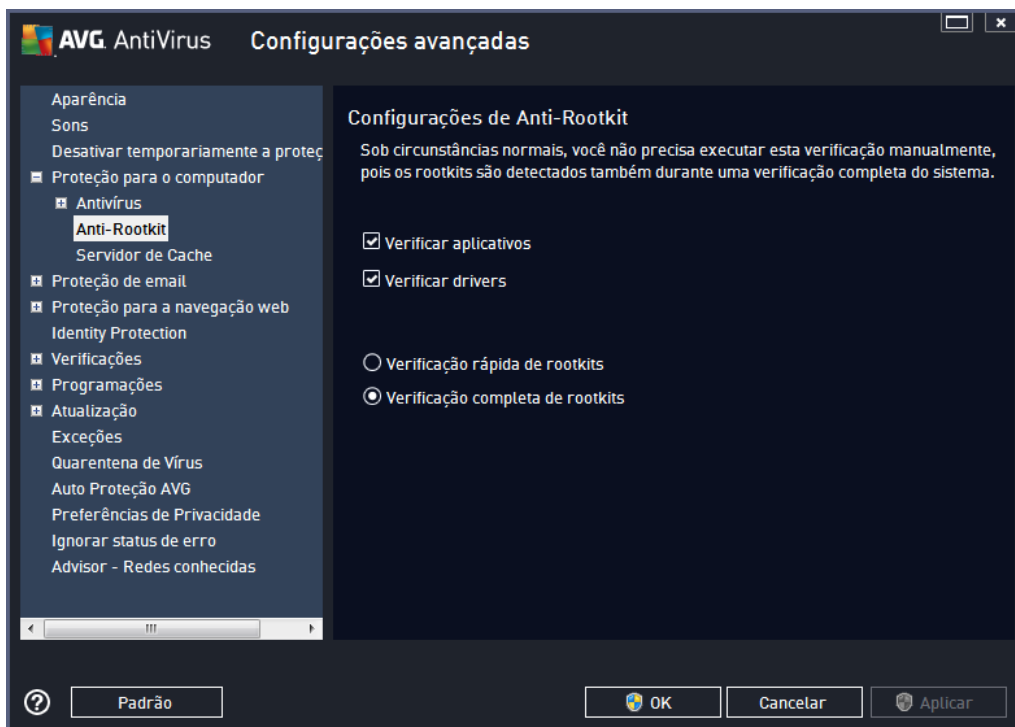 AVG. AntiVirus Configurações avançadas
Aparência
Sons
Desativar temporariamente a proteç
Proteção para o computador
Antivírus
Anti-Rootkit
Servidor de Cache
Proteção de email
Proteção para a navegação web
Identity Protection
Verificações
Programações
Atualização
Exceções
Quarentena de Vírus
Auto Proteção AVG
Preferências de Privacidade
Ignorar status de erro
Advisor - Redes conhecidas
Configurações de Anti-Rootkit
Sob circunstâncias normais, você não precisa executar esta verificação manualmente,
pois os rootkits são detectados também durante uma verificação completa do sistema.
Verificar aplicativos
Verificar drivers
Verificação rápida de rootkits
Verificação completa de rootkits
Padrão
OK
Cancelar
Aplicar